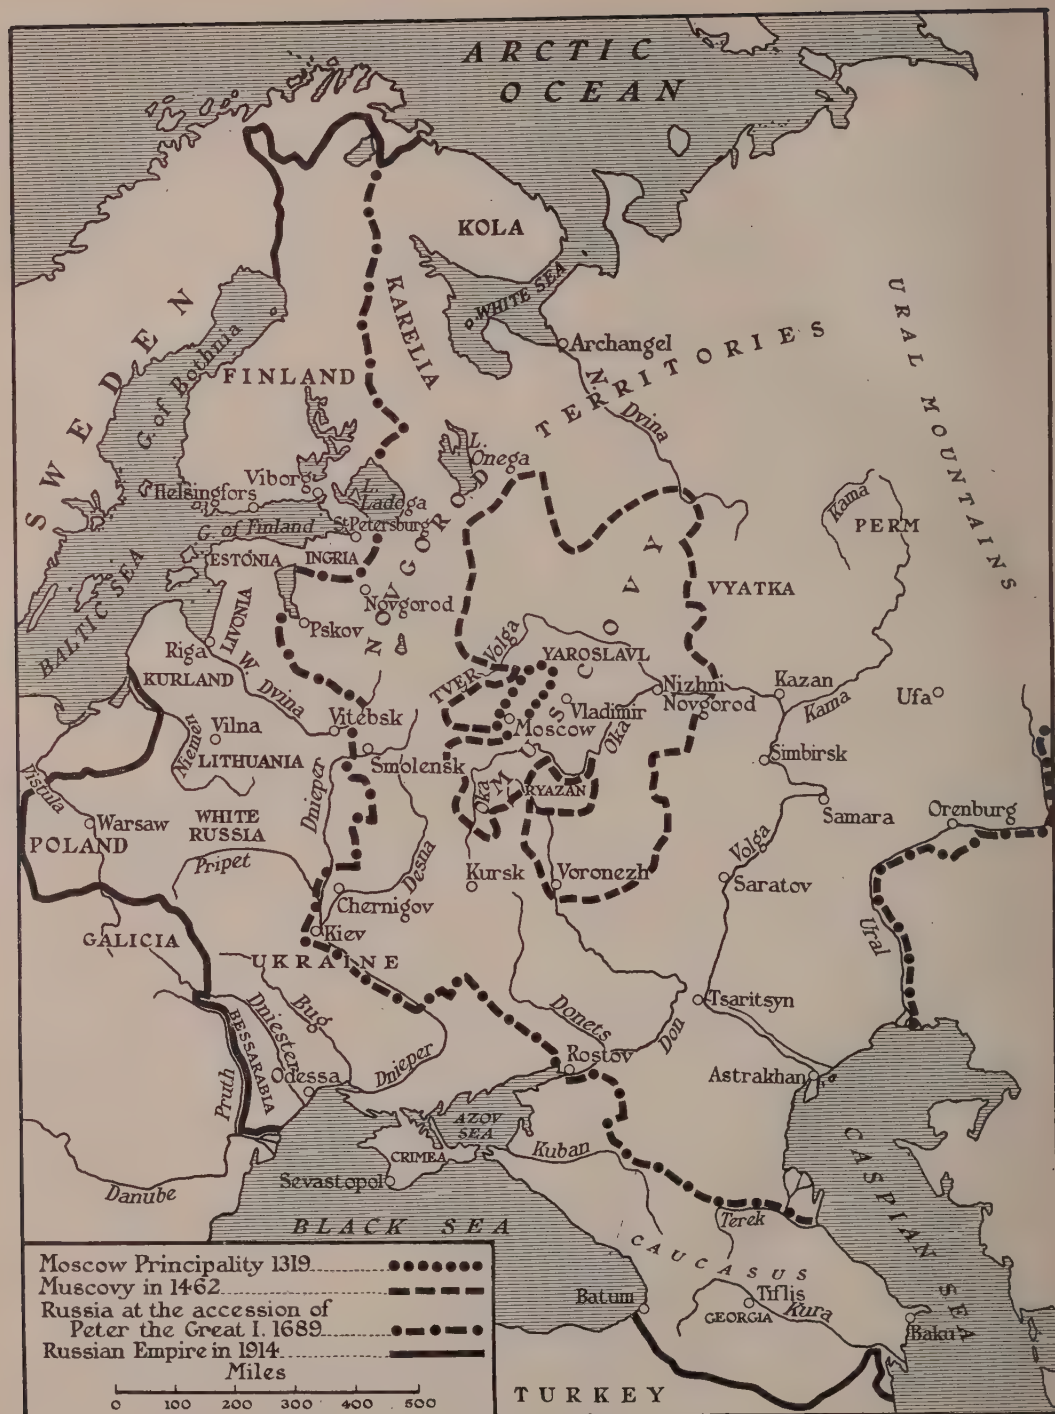 ARCTIC
OCEAN
KOLA
WHITE SEA
KARELIA
Archangel
N. Dvina
NOVGOROD TERRITORIES
URAL MOUNTAINS
SWEDEN
G. of Bothnia
FINLAND
L.
Onega
Viborg
Helsingfors
L.
Ladoga
St. Petersburg
G. of Finland
ESTONIA
INGRIA
BALTIC SEA
Novgorod
Pskov
LIVONIA
Riga
KURLAND
W. Dvina
Kama
PERM
VYATKA
MUSCOVY
Volga
YAROSLAVL
TVER
Nizhni
Novgorod
Vladimir
Moscow
Oka
Kazan
Kama
Ufa
Simbirsk
Vitebsk
Vilna
Niemen
LITHUANIA
Smolensk
Oka
RYAZAN
Vistula
Warsaw
POLAND
WHITE
RUSSIA
Dnieper
Pripet
Desna
Kursk
Voronezh
Samara
Orenburg
Volga
Saratov
Chernigov
Ural
Kiev
GALICIA
UKRAINE
Bug
Dniester
BESSARABIA
Pruth
Odessa
Dnieper
Donets
Don
Tsaritsyn
Rostov
Astrakhan
AZOV
SEA
CRIMEA
Kuban
Sevastopol
Danube
BLACK SEA
Terek
CASPIAN SEA
CAUCASUS
Tiflis
Batum
GEORGIA
Kura
Baku
TURKEY
Moscow Principality 1319
Muscovy in 1462
Russia at the accession of
Peter the Great I. 1689
Russian Empire in 1914
Miles
0 100 200 300 400 500